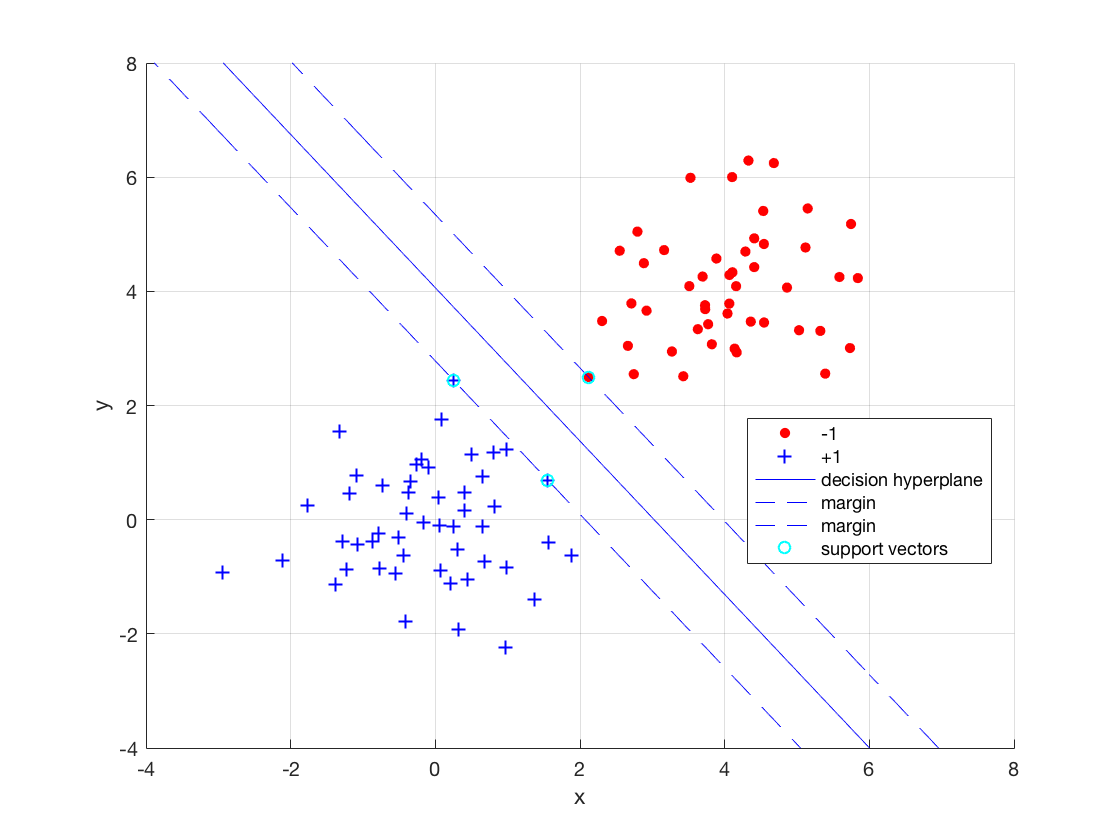 8
6
4
2
0
-2
-4
y
-1
+1
decision hyperplane
margin
margin
support vectors
-4 -2 0 2 4 6 8
x